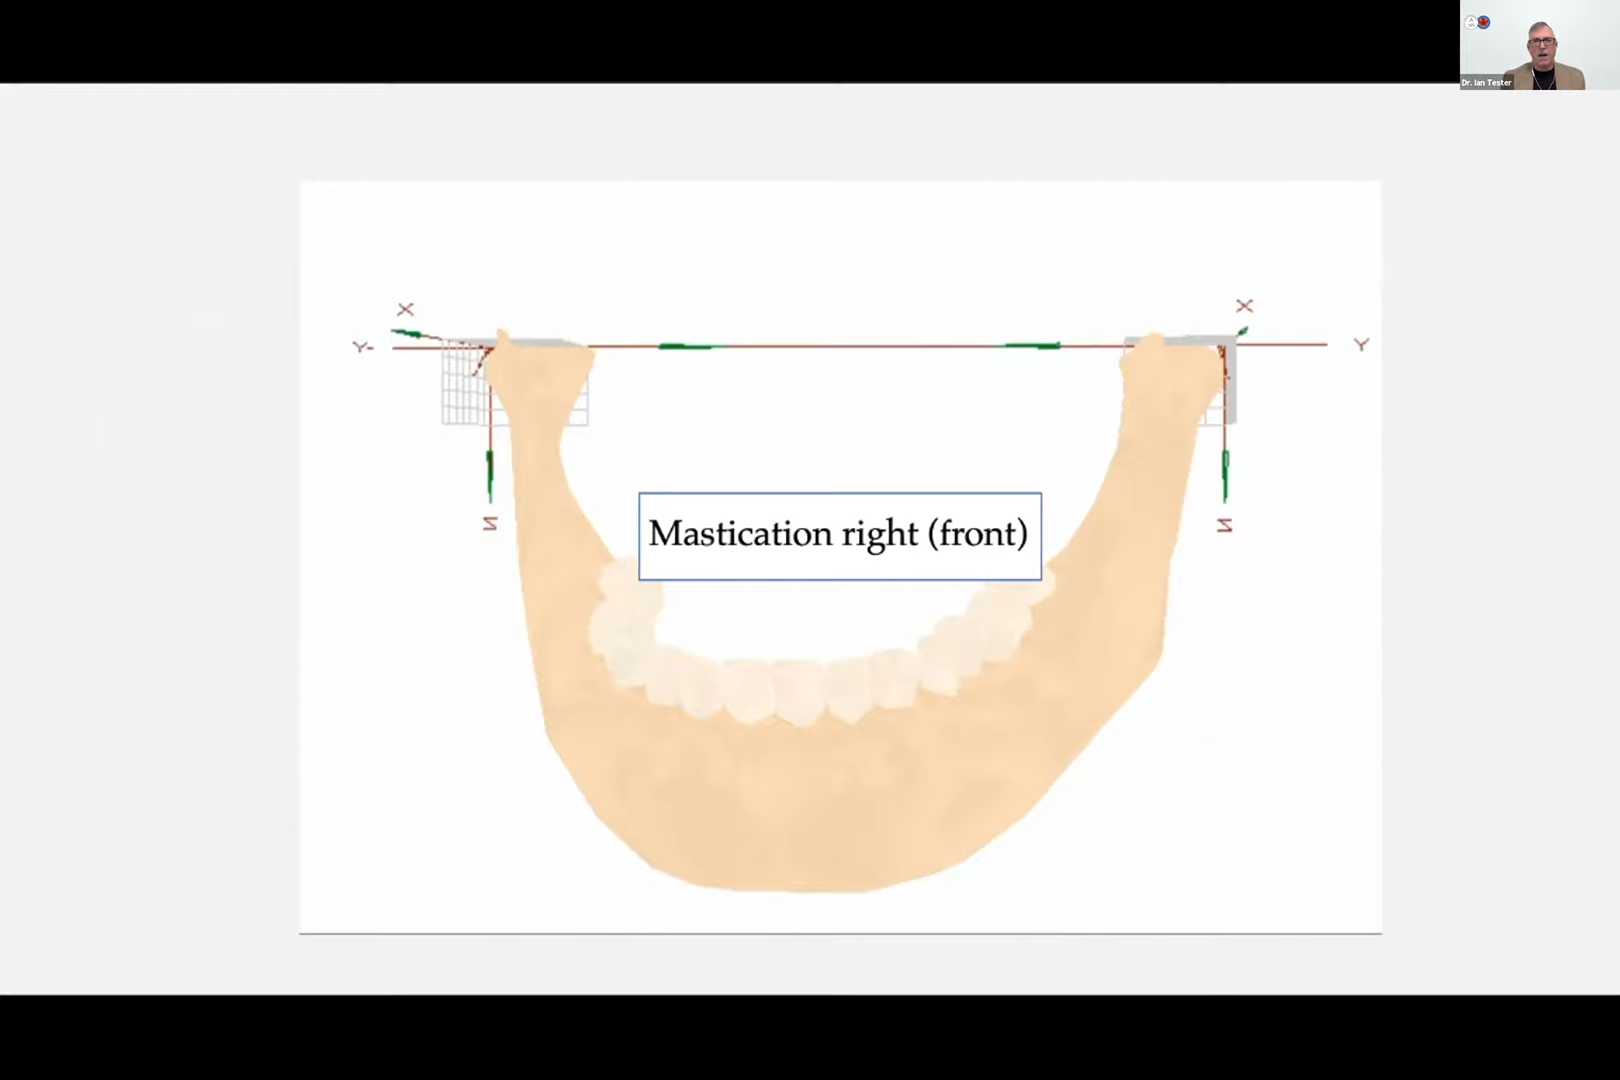 Dr. Ian Tester
X
X
Y-
Y
Mastication right (front)
Z
Z